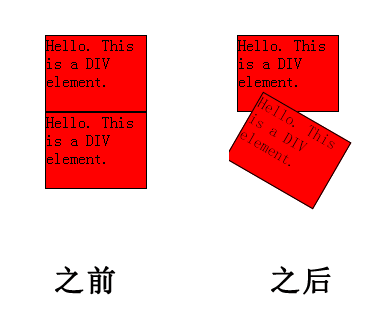 Hello. This
is a DIV
element.
Hello. This
is a DIV
element.
之前
Hello. This
is a DIV
element.
Hello. This
is a DIV
element.
之后